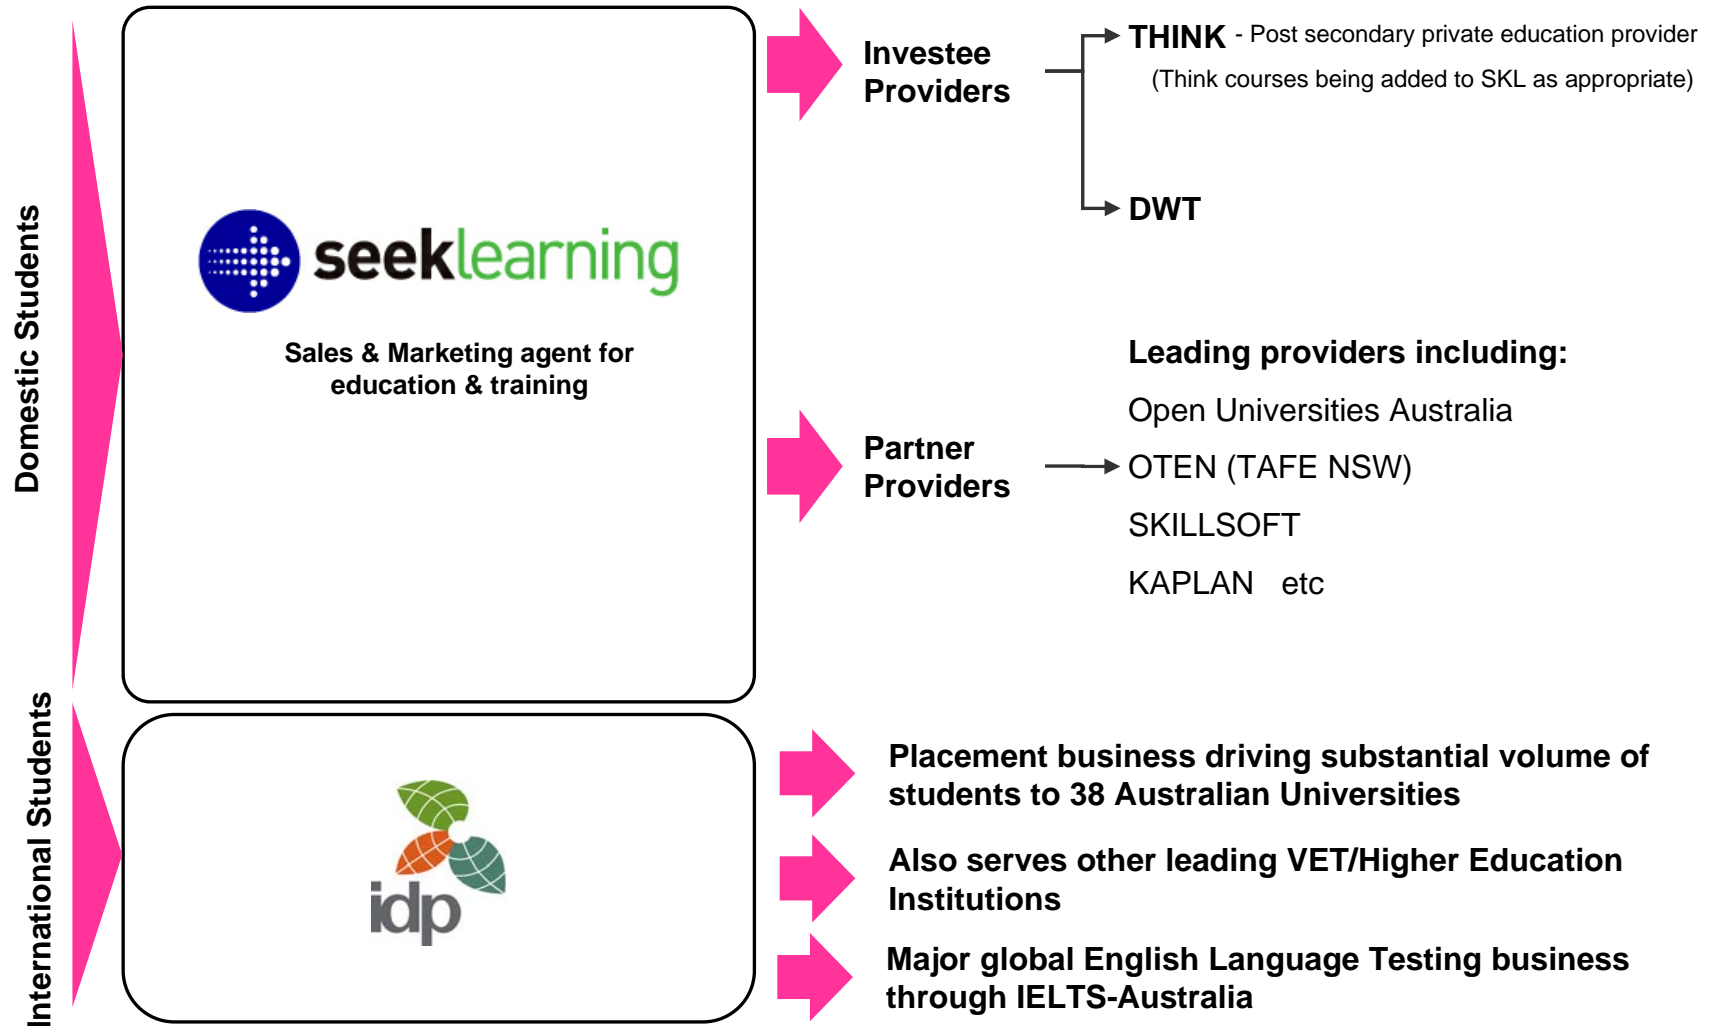 Domestic Students
seeklearning
Sales & Marketing agent for
education & training
Investee
Providers
THINK - Post secondary private education provider
(Think courses being added to SKL as appropriate)
DWT
Partner
Providers
Leading providers including:
Open Universities Australia
OTEN (TAFE NSW)
SKILLSOFT
KAPLAN etc
International Students
idp
Placement business driving substantial volume of
students to 38 Australian Universities
Also serves other leading VET/Higher Education
Institutions
Major global English Language Testing business
through IELTS-Australia